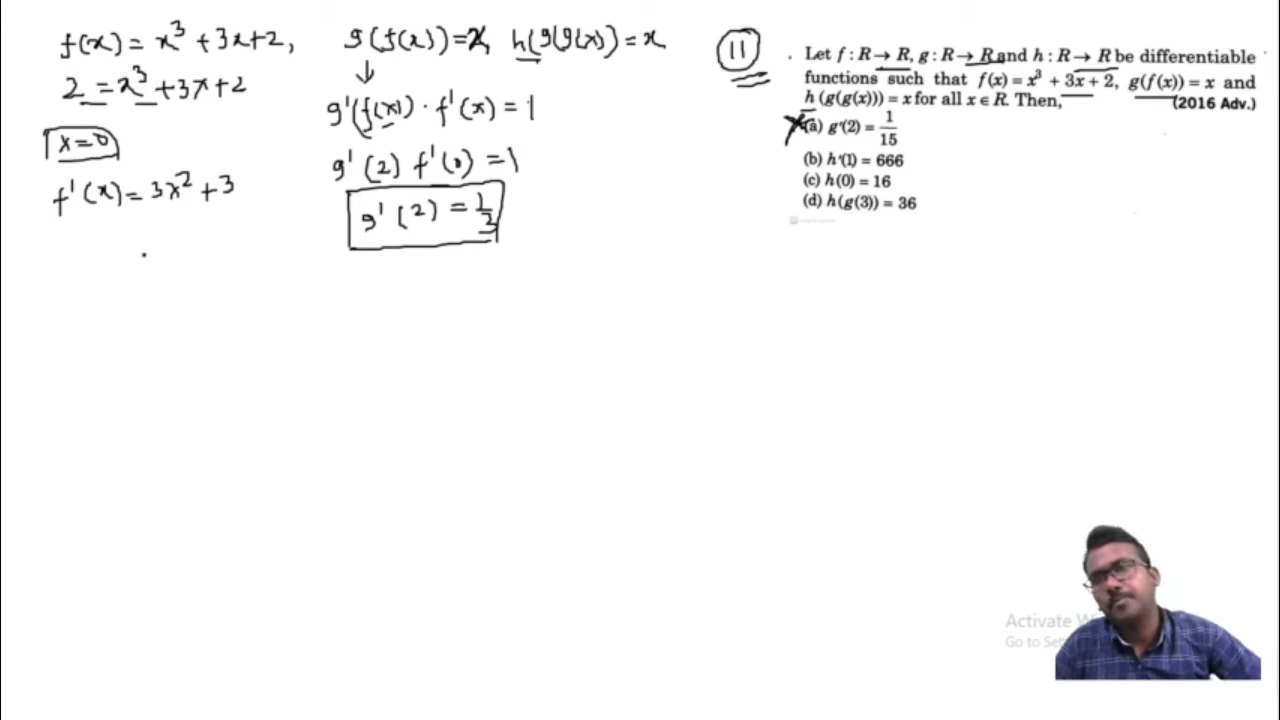 f(x) = x³ + 3x + 2, g(f(x)) = x, h(g(g(x)) = x
2 = x³ + 3x + 2
x = 0
f'(x) = 3x² + 3
g'(f(x)) · f'(x) = 1
g'(2) f'(0) = 1
g'(2) = 1/3
11
. Let f : R → R, g : R → R and h : R → R be differentiable
functions such that f(x) = x³ + 3x + 2, g(f(x)) = x and
h (g(g(x))) = x for all x ∈ R. Then, (2016 Adv.)
(a) g'(2) = 1/15
(b) h'(1) = 666
(c) h(0) = 16
(d) h(g(3)) = 36
Activate W
Go to Se